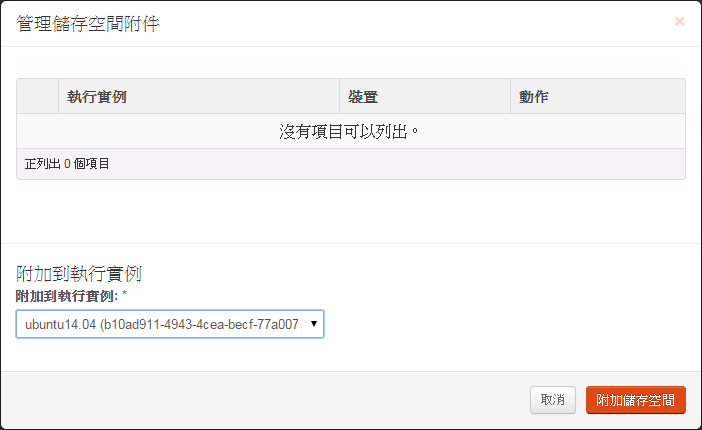 管理儲存空間附件
×
執行實例 裝置 動作
沒有項目可以列出。
正列出 0 個項目
附加到執行實例
附加到執行實例: *
ubuntu14.04 (b10ad911-4943-4cea-becf-77a007
取消 附加儲存空間